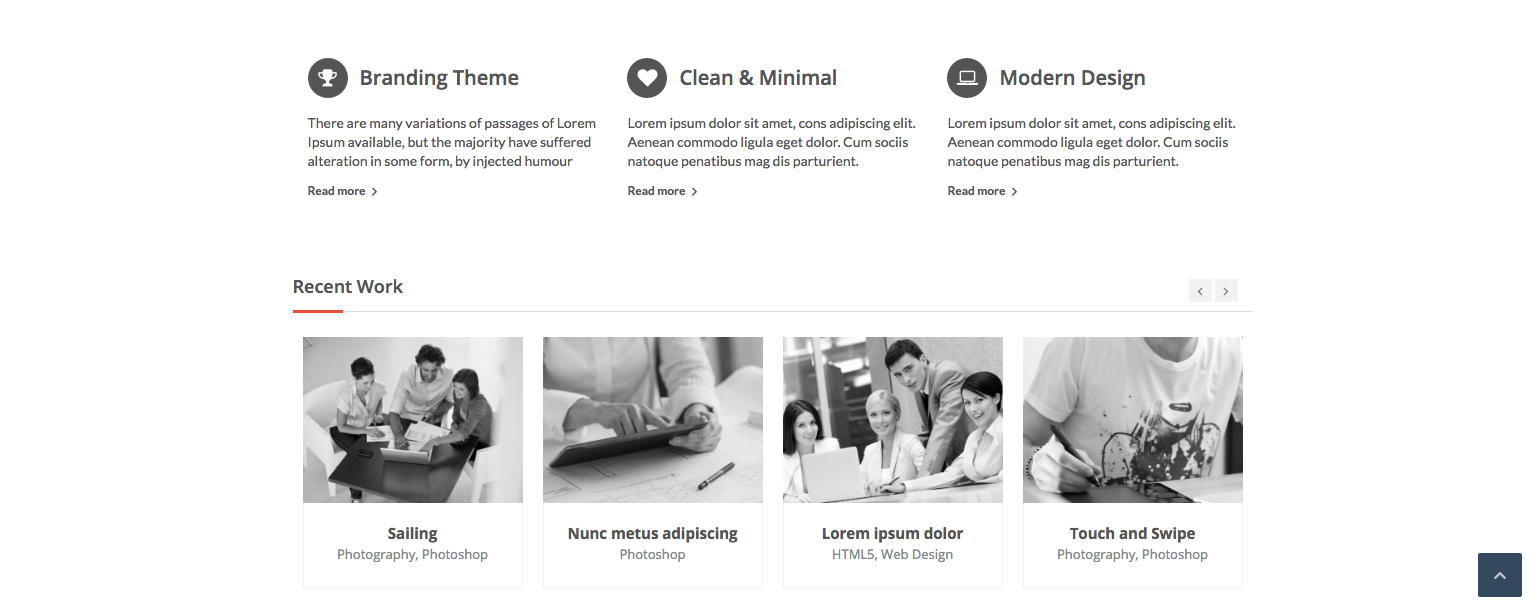 Branding Theme
There are many variations of passages of Lorem
Ipsum available, but the majority have suffered
alteration in some form, by injected humour
Read more
Clean & Minimal
Lorem ipsum dolor sit amet, cons adipiscing elit.
Aenean commodo ligula eget dolor. Cum sociis
natoque penatibus mag dis parturient.
Read more
Modern Design
Lorem ipsum dolor sit amet, cons adipiscing elit.
Aenean commodo ligula eget dolor. Cum sociis
natoque penatibus mag dis parturient.
Read more
Recent Work
Sailing
Photography, Photoshop
Nunc metus adipiscing
Photoshop
Lorem ipsum dolor
HTML5, Web Design
Touch and Swipe
Photography, Photoshop